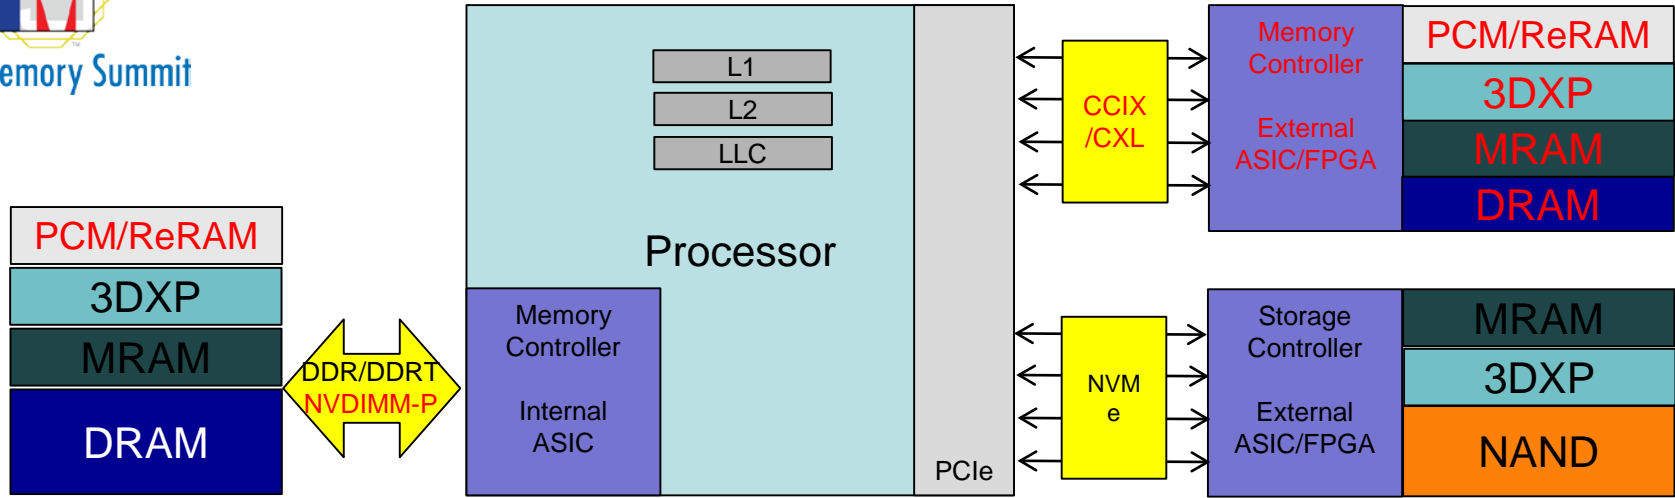 emory Summit
TM
PCM/ReRAM
3DXP
MRAM
DRAM
DDR/DDRT
NVDIMM-P
L1
L2
LLC
Processor
Memory
Controller
Internal
ASIC
PCIe
CCIX
/CXL
Memory
Controller
External
ASIC/FPGA
PCM/ReRAM
3DXP
MRAM
DRAM
NVM
e
Storage
Controller
External
ASIC/FPGA
MRAM
3DXP
NAND